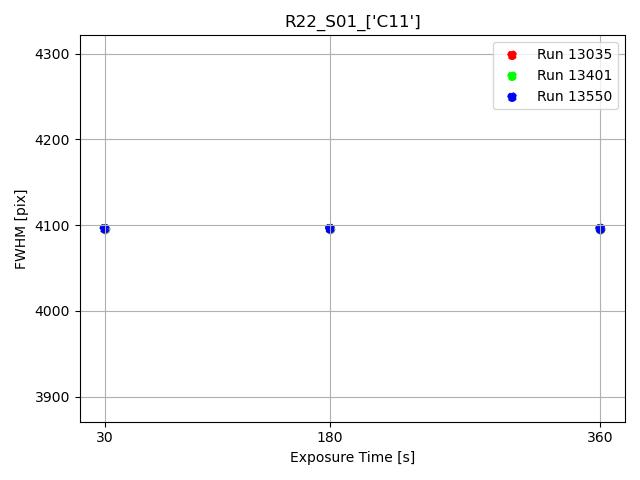 R22_S01_['C11']
4300
4200
4100
4000
3900
FWHM [pix]
Run 13035
Run 13401
Run 13550
30
180
360
Exposure Time [s]